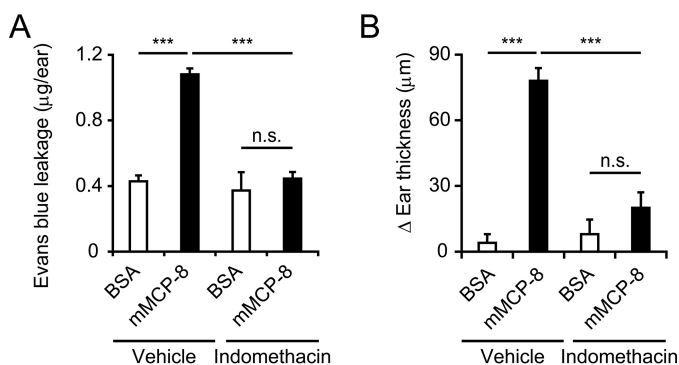 A
Evans blue leakage (μg/ear)
1.2
0.8
0.4
0
***
***
n.s.
BSA
mMCP-8
BSA
mMCP-8
Vehicle
Indomethacin
B
Δ Ear thickness (μm)
90
60
30
0
***
***
n.s.
BSA
mMCP-8
BSA
mMCP-8
Vehicle
Indomethacin